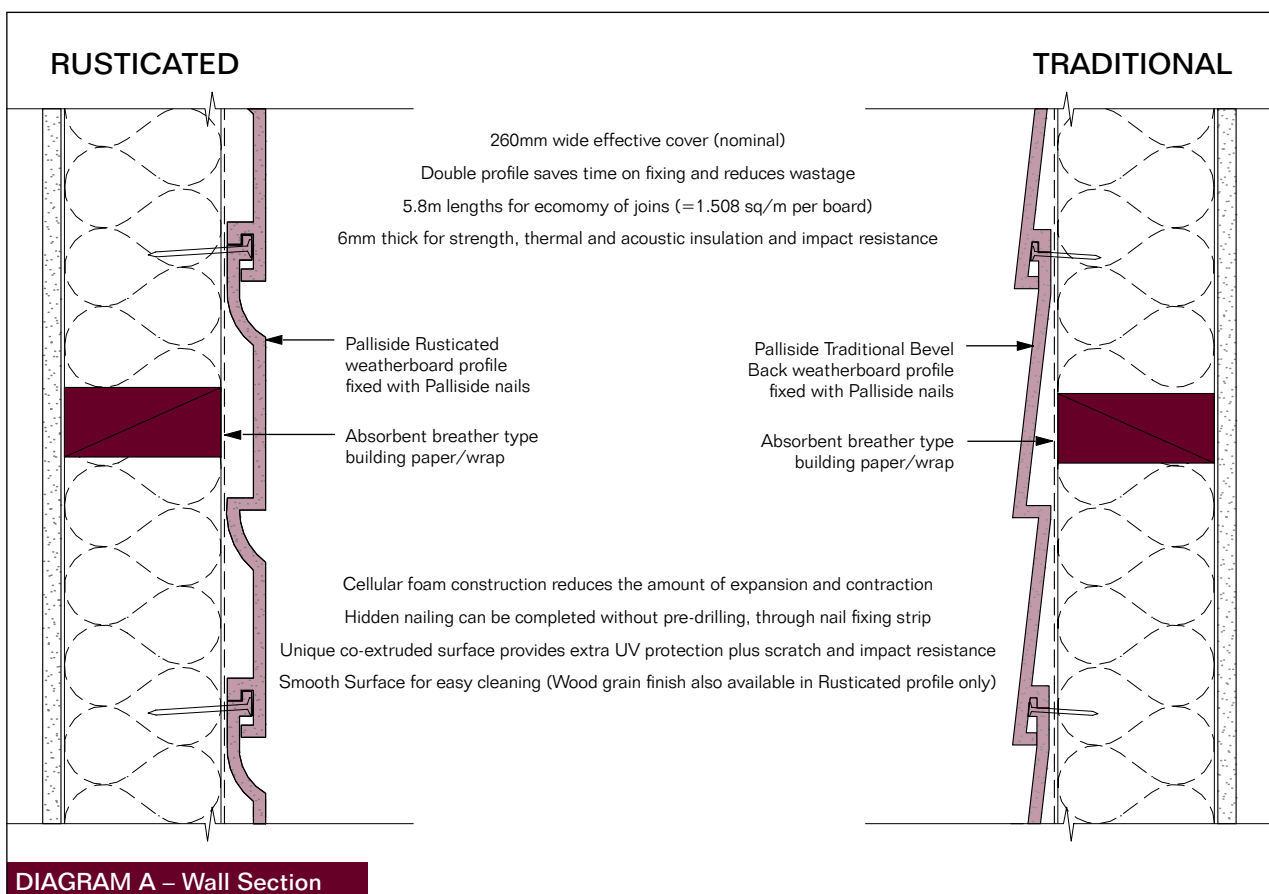 RUSTICATED
TRADITIONAL
260mm wide effective cover (nominal)
Double profile saves time on fixing and reduces wastage
5.8m lengths for ecomomy of joins (=1.508 sq/m per board)
6mm thick for strength, thermal and acoustic insulation and impact resistance
Palliside Rusticated
weatherboard profile
fixed with Palliside nails
Absorbent breather type
building paper/wrap
Palliside Traditional Bevel
Back weatherboard profile
fixed with Palliside nails
Absorbent breather type
building paper/wrap
Cellular foam construction reduces the amount of expansion and contraction
Hidden nailing can be completed without pre-drilling, through nail fixing strip
Unique co-extruded surface provides extra UV protection plus scratch and impact resistance
Smooth Surface for easy cleaning (Wood grain finish also available in Rusticated profile only)
DIAGRAM A – Wall Section